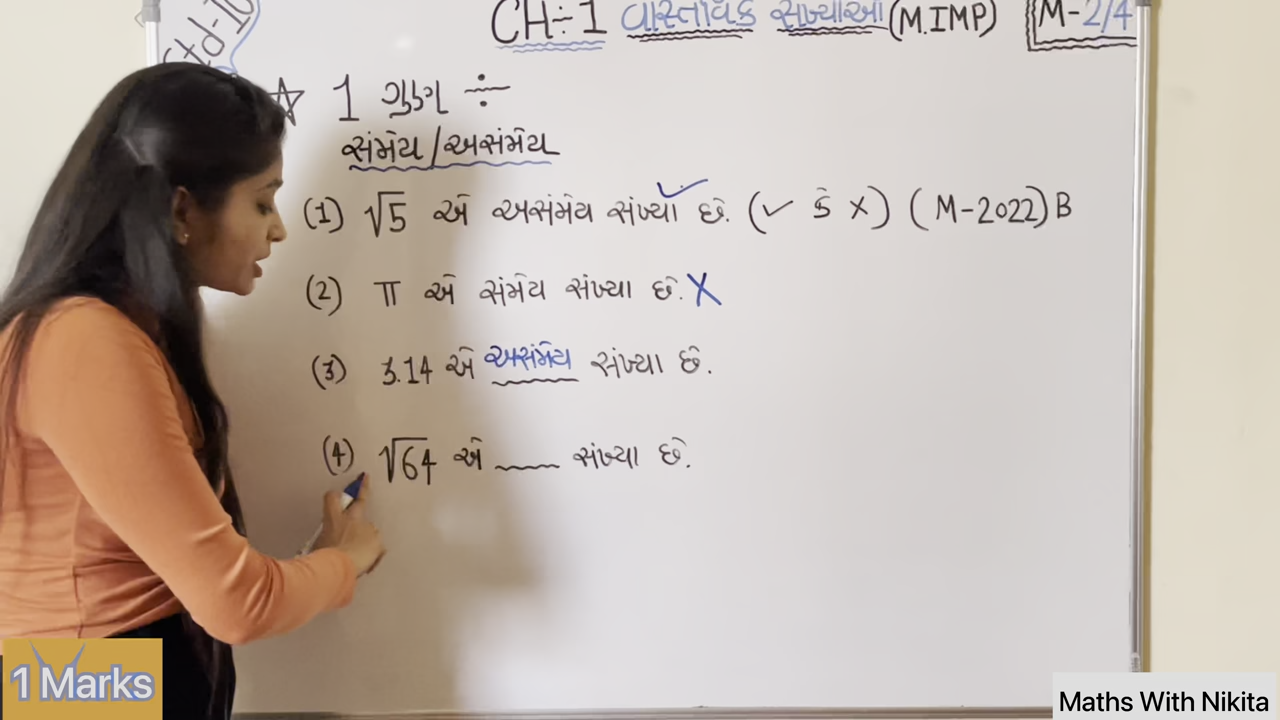 Std-10
CH÷1 વાસ્તવિક સંખ્યાઓ (M.IMP)
M-2/4
☆ 1 ગુણ ÷
સંમેય/અસંમેય
(1) √5 એ અસંમેય સંખ્યા છે. (✓ કે X) (M-2022) B
(2) π એ સંમેય સંખ્યા છે. X
(3) 3.14 એ અસંમેય સંખ્યા છે.
(4) √64 એ ____ સંખ્યા છે.
1 Marks
Maths With Nikita